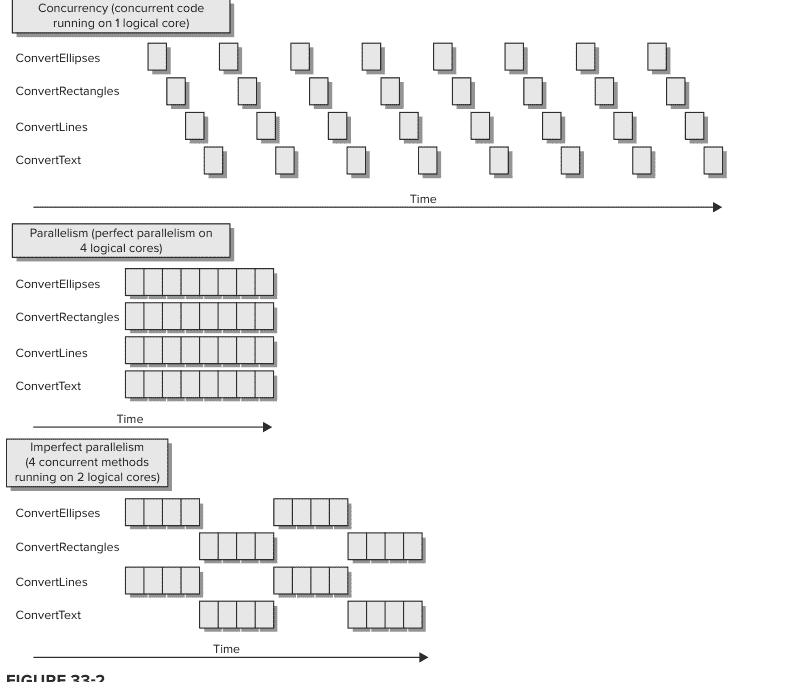 Concurrency (concurrent code
running on 1 logical core)
ConvertEllipses
ConvertRectangles
ConvertLines
ConvertText
Time
Parallelism (perfect parallelism on
4 logical cores)
ConvertEllipses
ConvertRectangles
ConvertLines
ConvertText
Time
Imperfect parallelism
(4 concurrent methods
running on 2 logical cores)
ConvertEllipses
ConvertRectangles
ConvertLines
ConvertText
Time
FIGURE 33-2